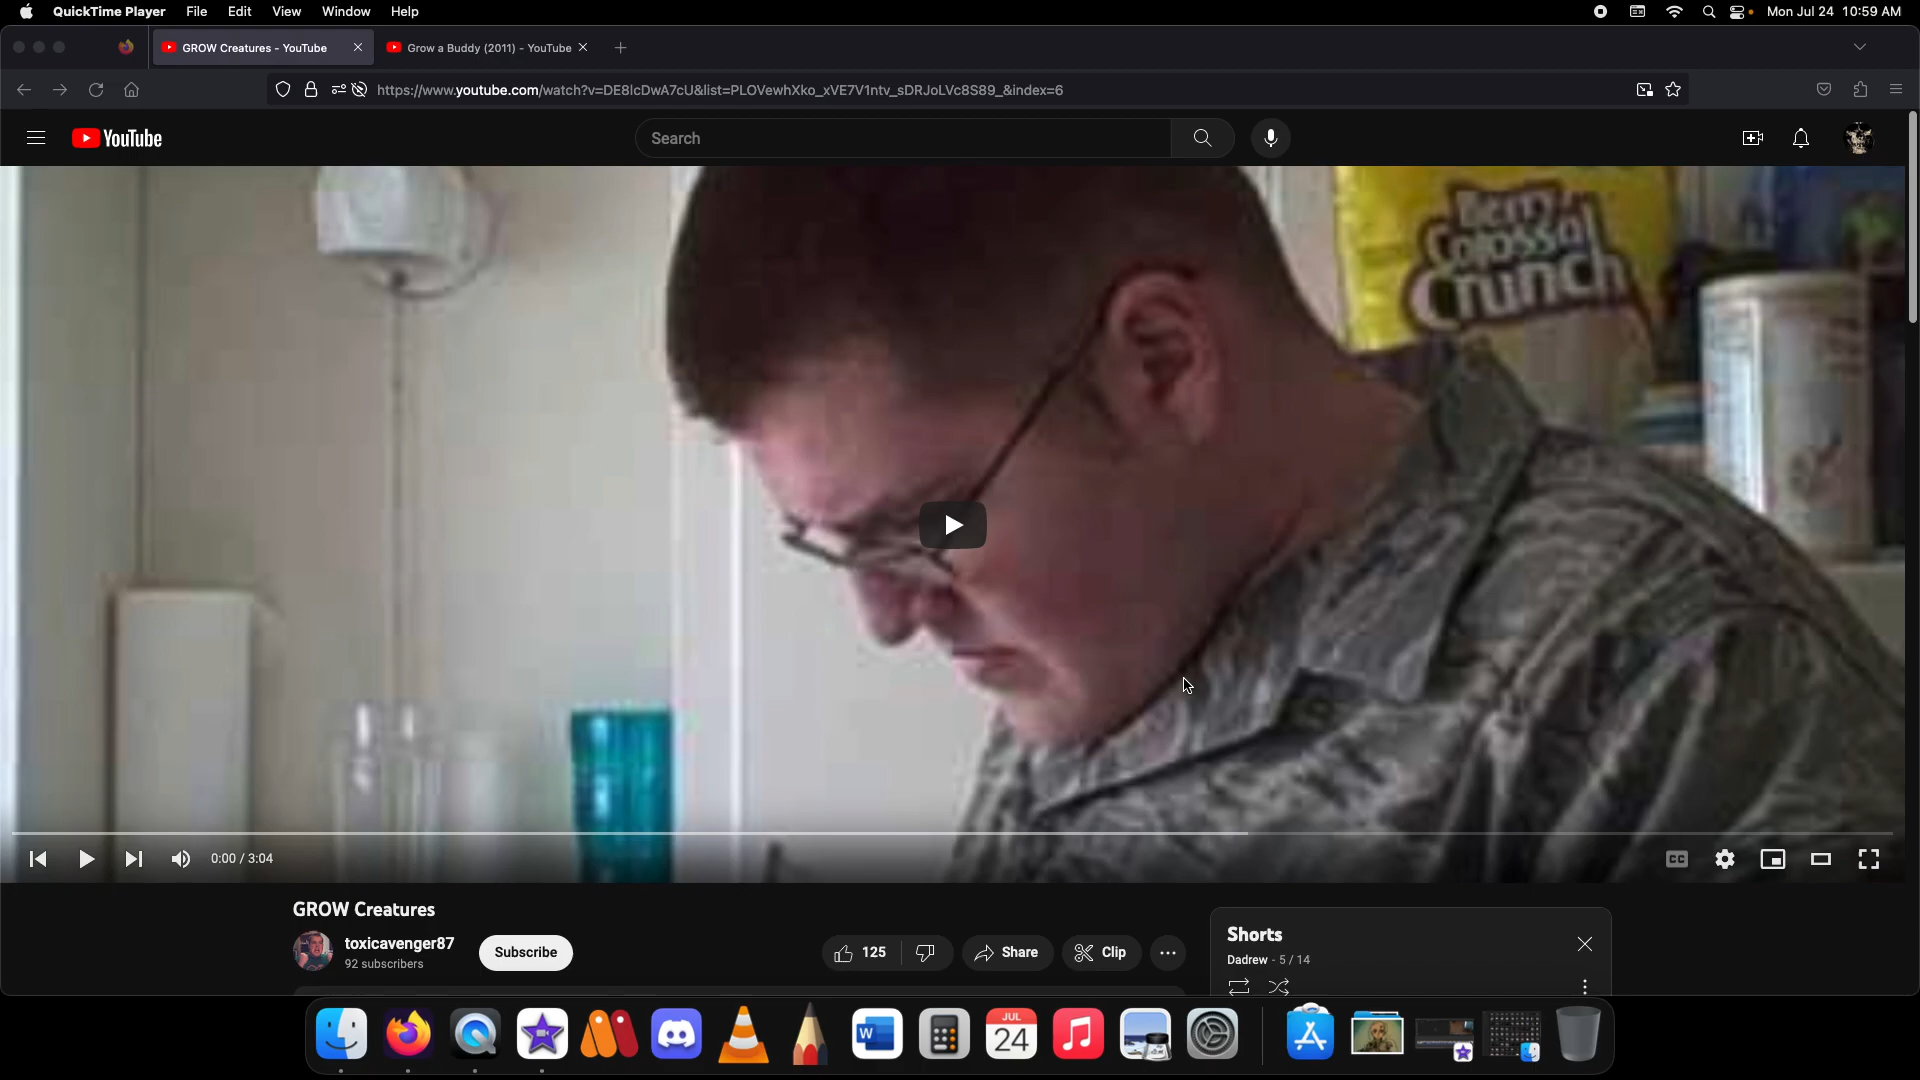 QuickTime Player File Edit View Window Help
Mon Jul 24 10:59 AM
GROW Creatures - YouTube
Grow a Buddy (2011) - YouTube
https://www.youtube.com/watch?v=DE8lcDwA7cU&list=PLOVewhXko_xVE7V1ntv_sDRJoLVc8S89_&index=6
YouTube
Search
Berry
Colossal
Crunch
0:00 / 3:04
CC
GROW Creatures
toxicavenger87
92 subscribers
Subscribe
125
Share
Clip
Shorts
Dadrew - 5 / 14
W
JUL
24